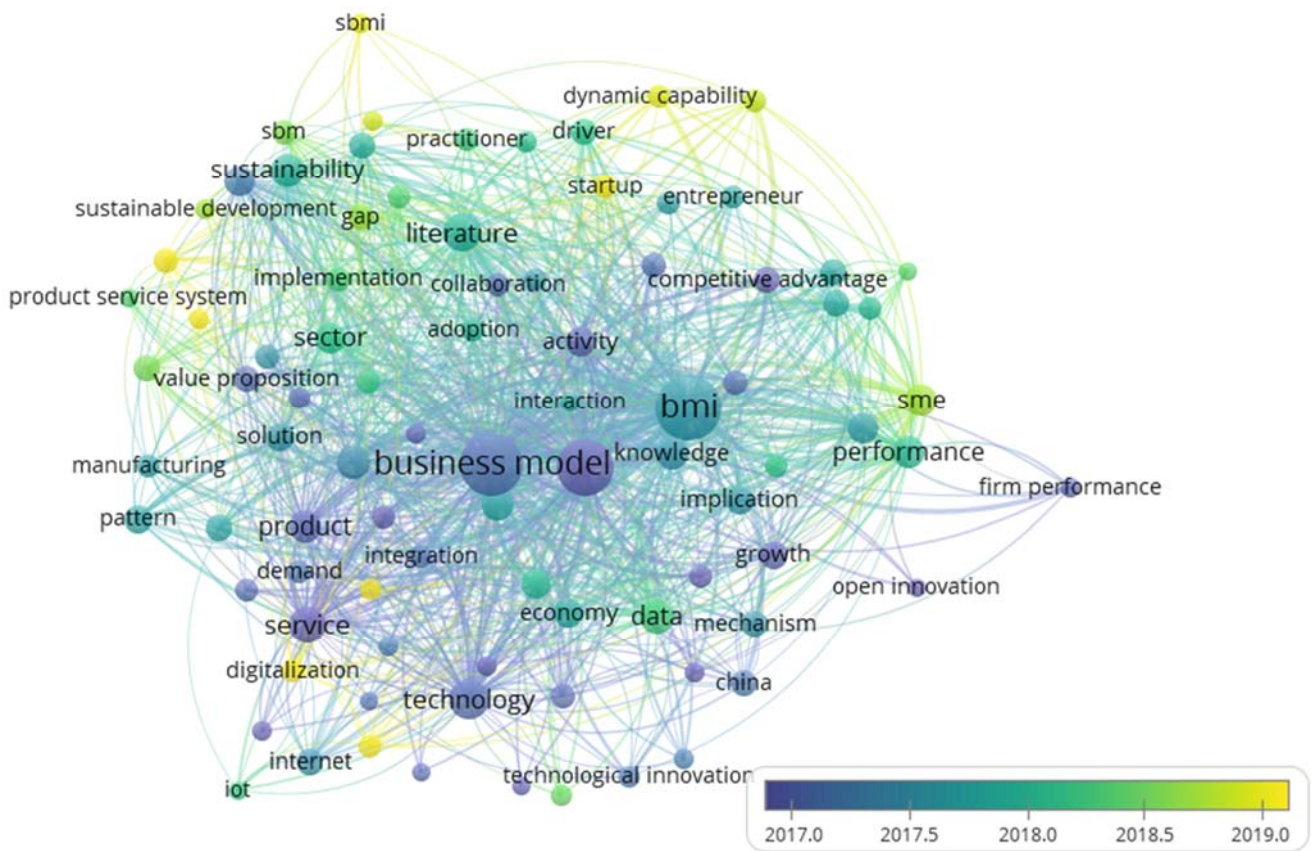 sbmi
dynamic capability
sbm
practitioner
driver
sustainability
startup
entrepreneur
sustainable development
gap
literature
implementation
collaboration
competitive advantage
product service system
sector
adoption
activity
value proposition
interaction
bmi
sme
solution
manufacturing
business model
knowledge
performance
firm performance
implication
pattern
product
integration
growth
demand
open innovation
economy
data
mechanism
service
digitalization
china
technology
internet
technological innovation
iot
2017.0 2017.5 2018.0 2018.5 2019.0